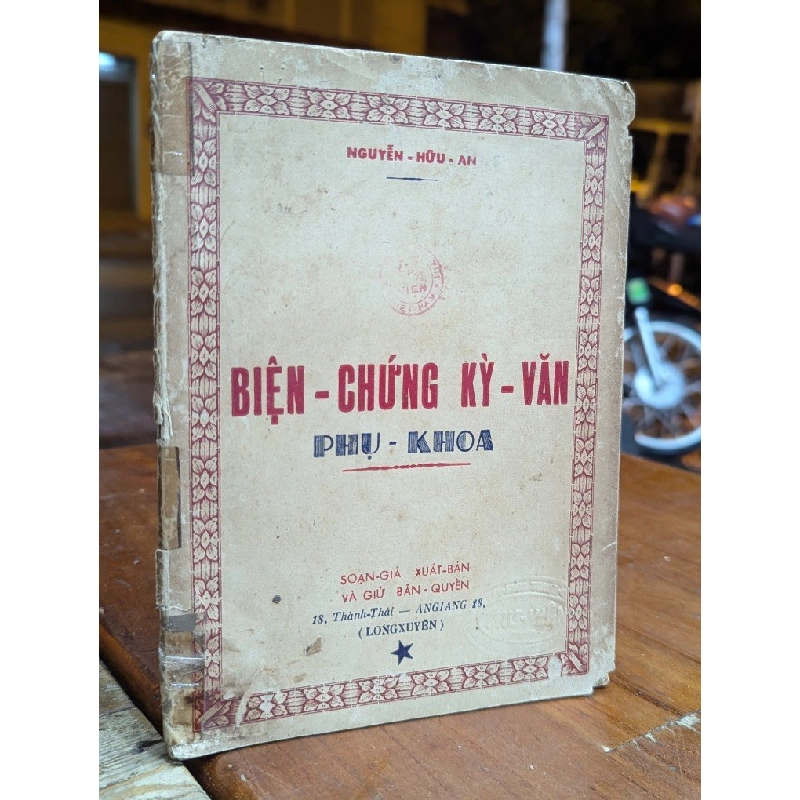 NGUYỄN - HỮU - AN
BIỆN - CHỨNG KỲ - VĂN
PHỤ - KHOA
SOẠN-GIẢ XUẤT-BẢN
VÀ GIỮ BẢN-QUYỀN
18, Thành-Thái — ANGIANG 18,
( LONGXUYÊN )